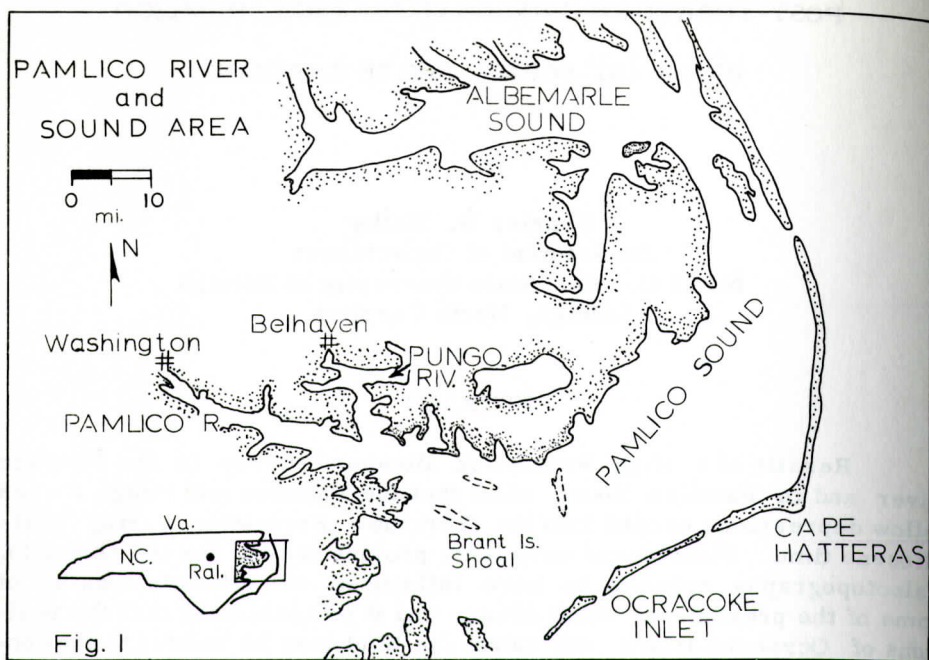 PAMLICO RIVER
and
SOUND AREA
0 10
mi.
N
ALBEMARLE
SOUND
Washington
Belhaven
PUNGO
RIV.
PAMLICO R.
PAMLICO SOUND
Brant Is.
Shoal
CAPE
HATTERAS
OCRACOKE
INLET
Va.
N.C.
Ral.
Fig. 1